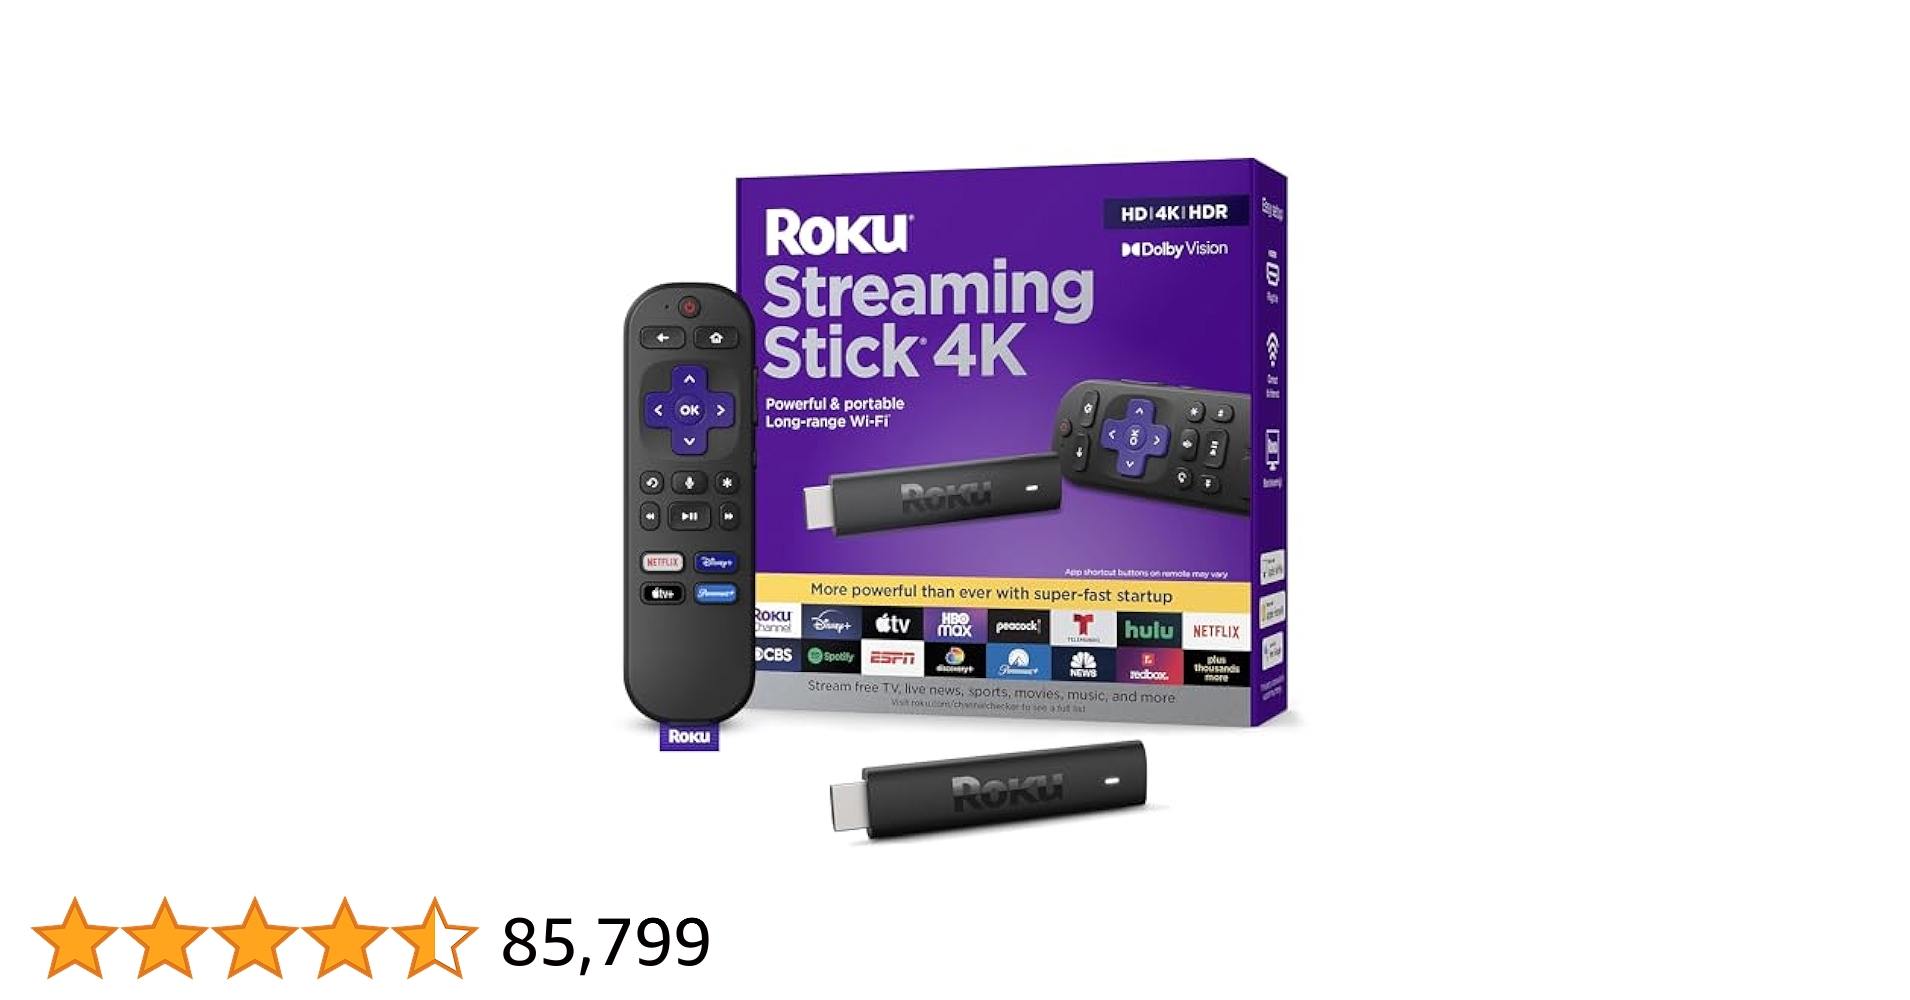 Roku
Streaming
Stick® 4K
HD|4K|HDR
Dolby Vision
Powerful & portable
Long-range Wi-Fi
OK
OK
NETFLIX
Disney+
tv+
Paramount+
Roku
Roku
App shortcut buttons on remote may vary
More powerful than ever with super-fast startup
Roku Channel
Disney+
tv
HBO max
peacock
TELEMUNDO
hulu
NETFLIX
CBS
Spotify
ESPN
discovery+
Paramount+
NEWS
redbox.
plus thousands more
Stream free TV, live news, sports, movies, music, and more
Visit roku.com/channelchecker to see a full list
Easy setup
Roku
85,799